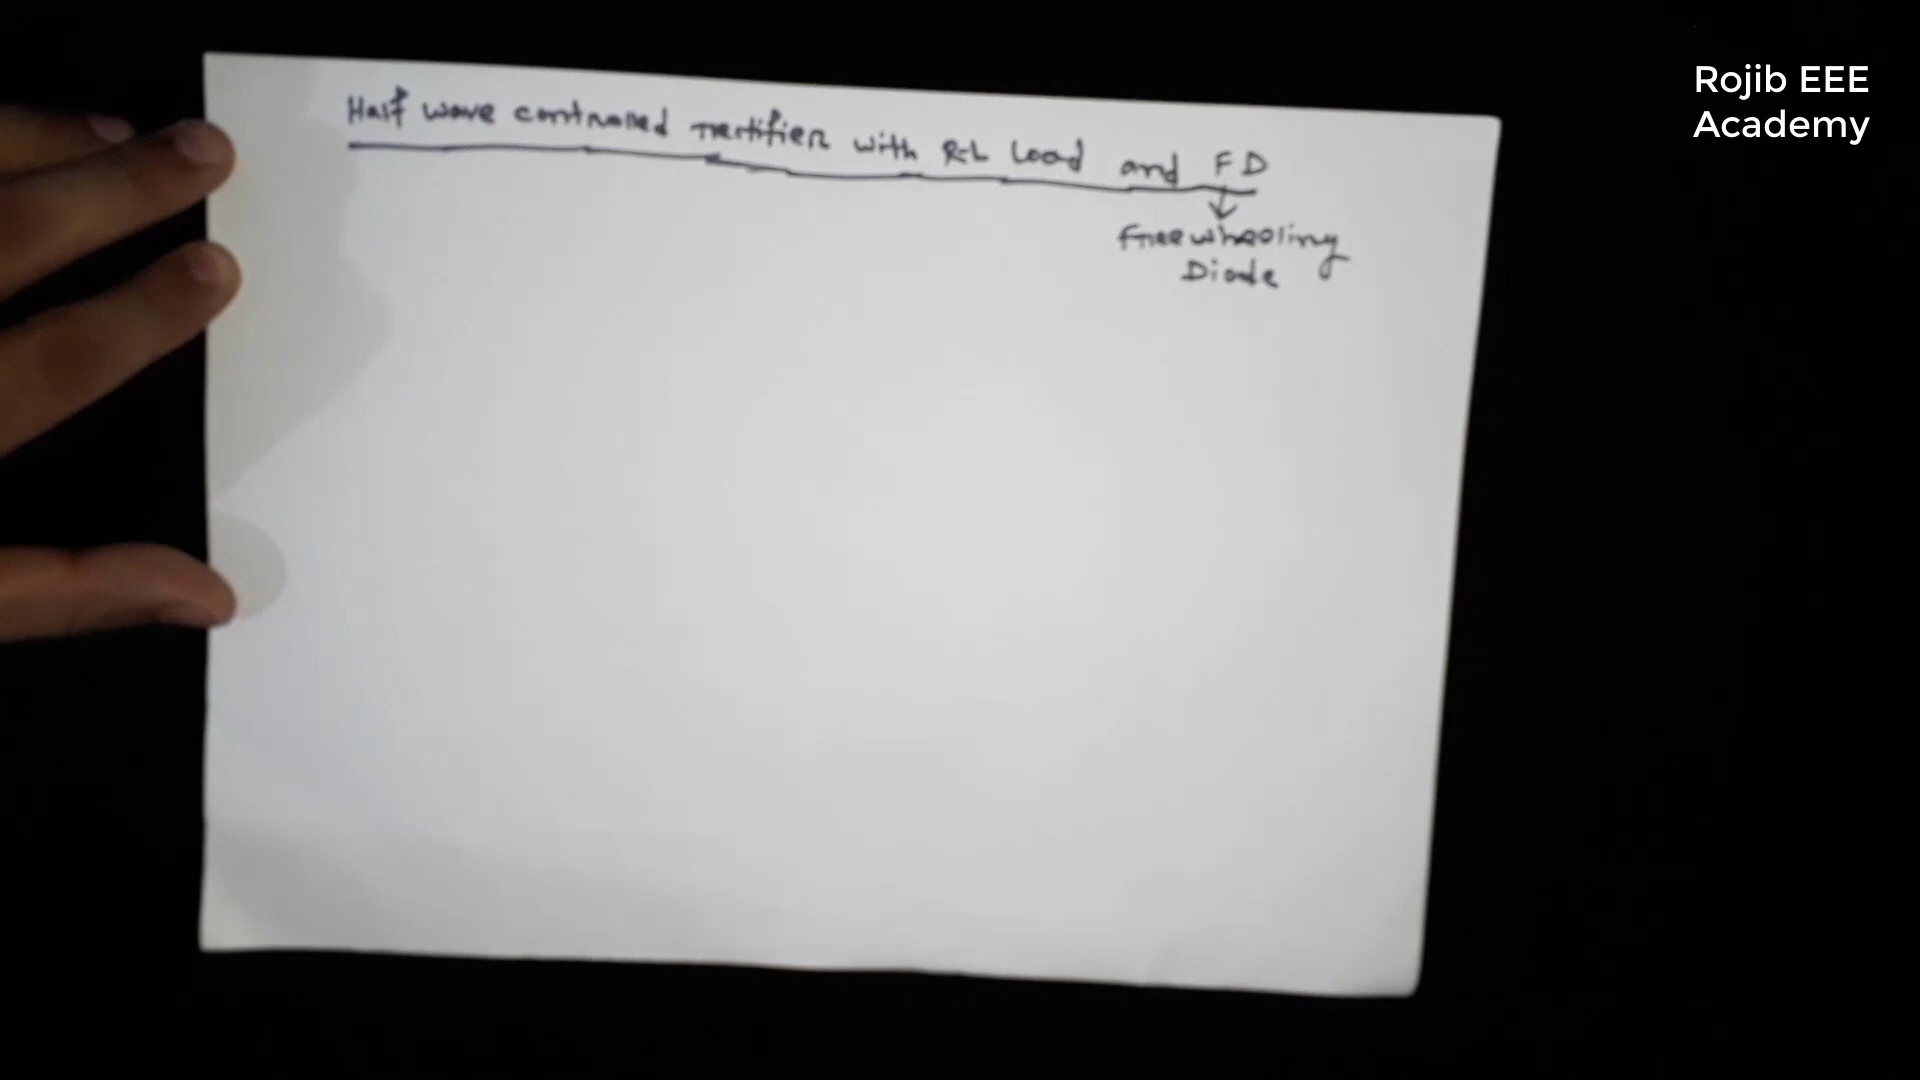 Half wave controlled rectifier with R-L Load and FD
Freewheeling
Diode
Rojib EEE
Academy